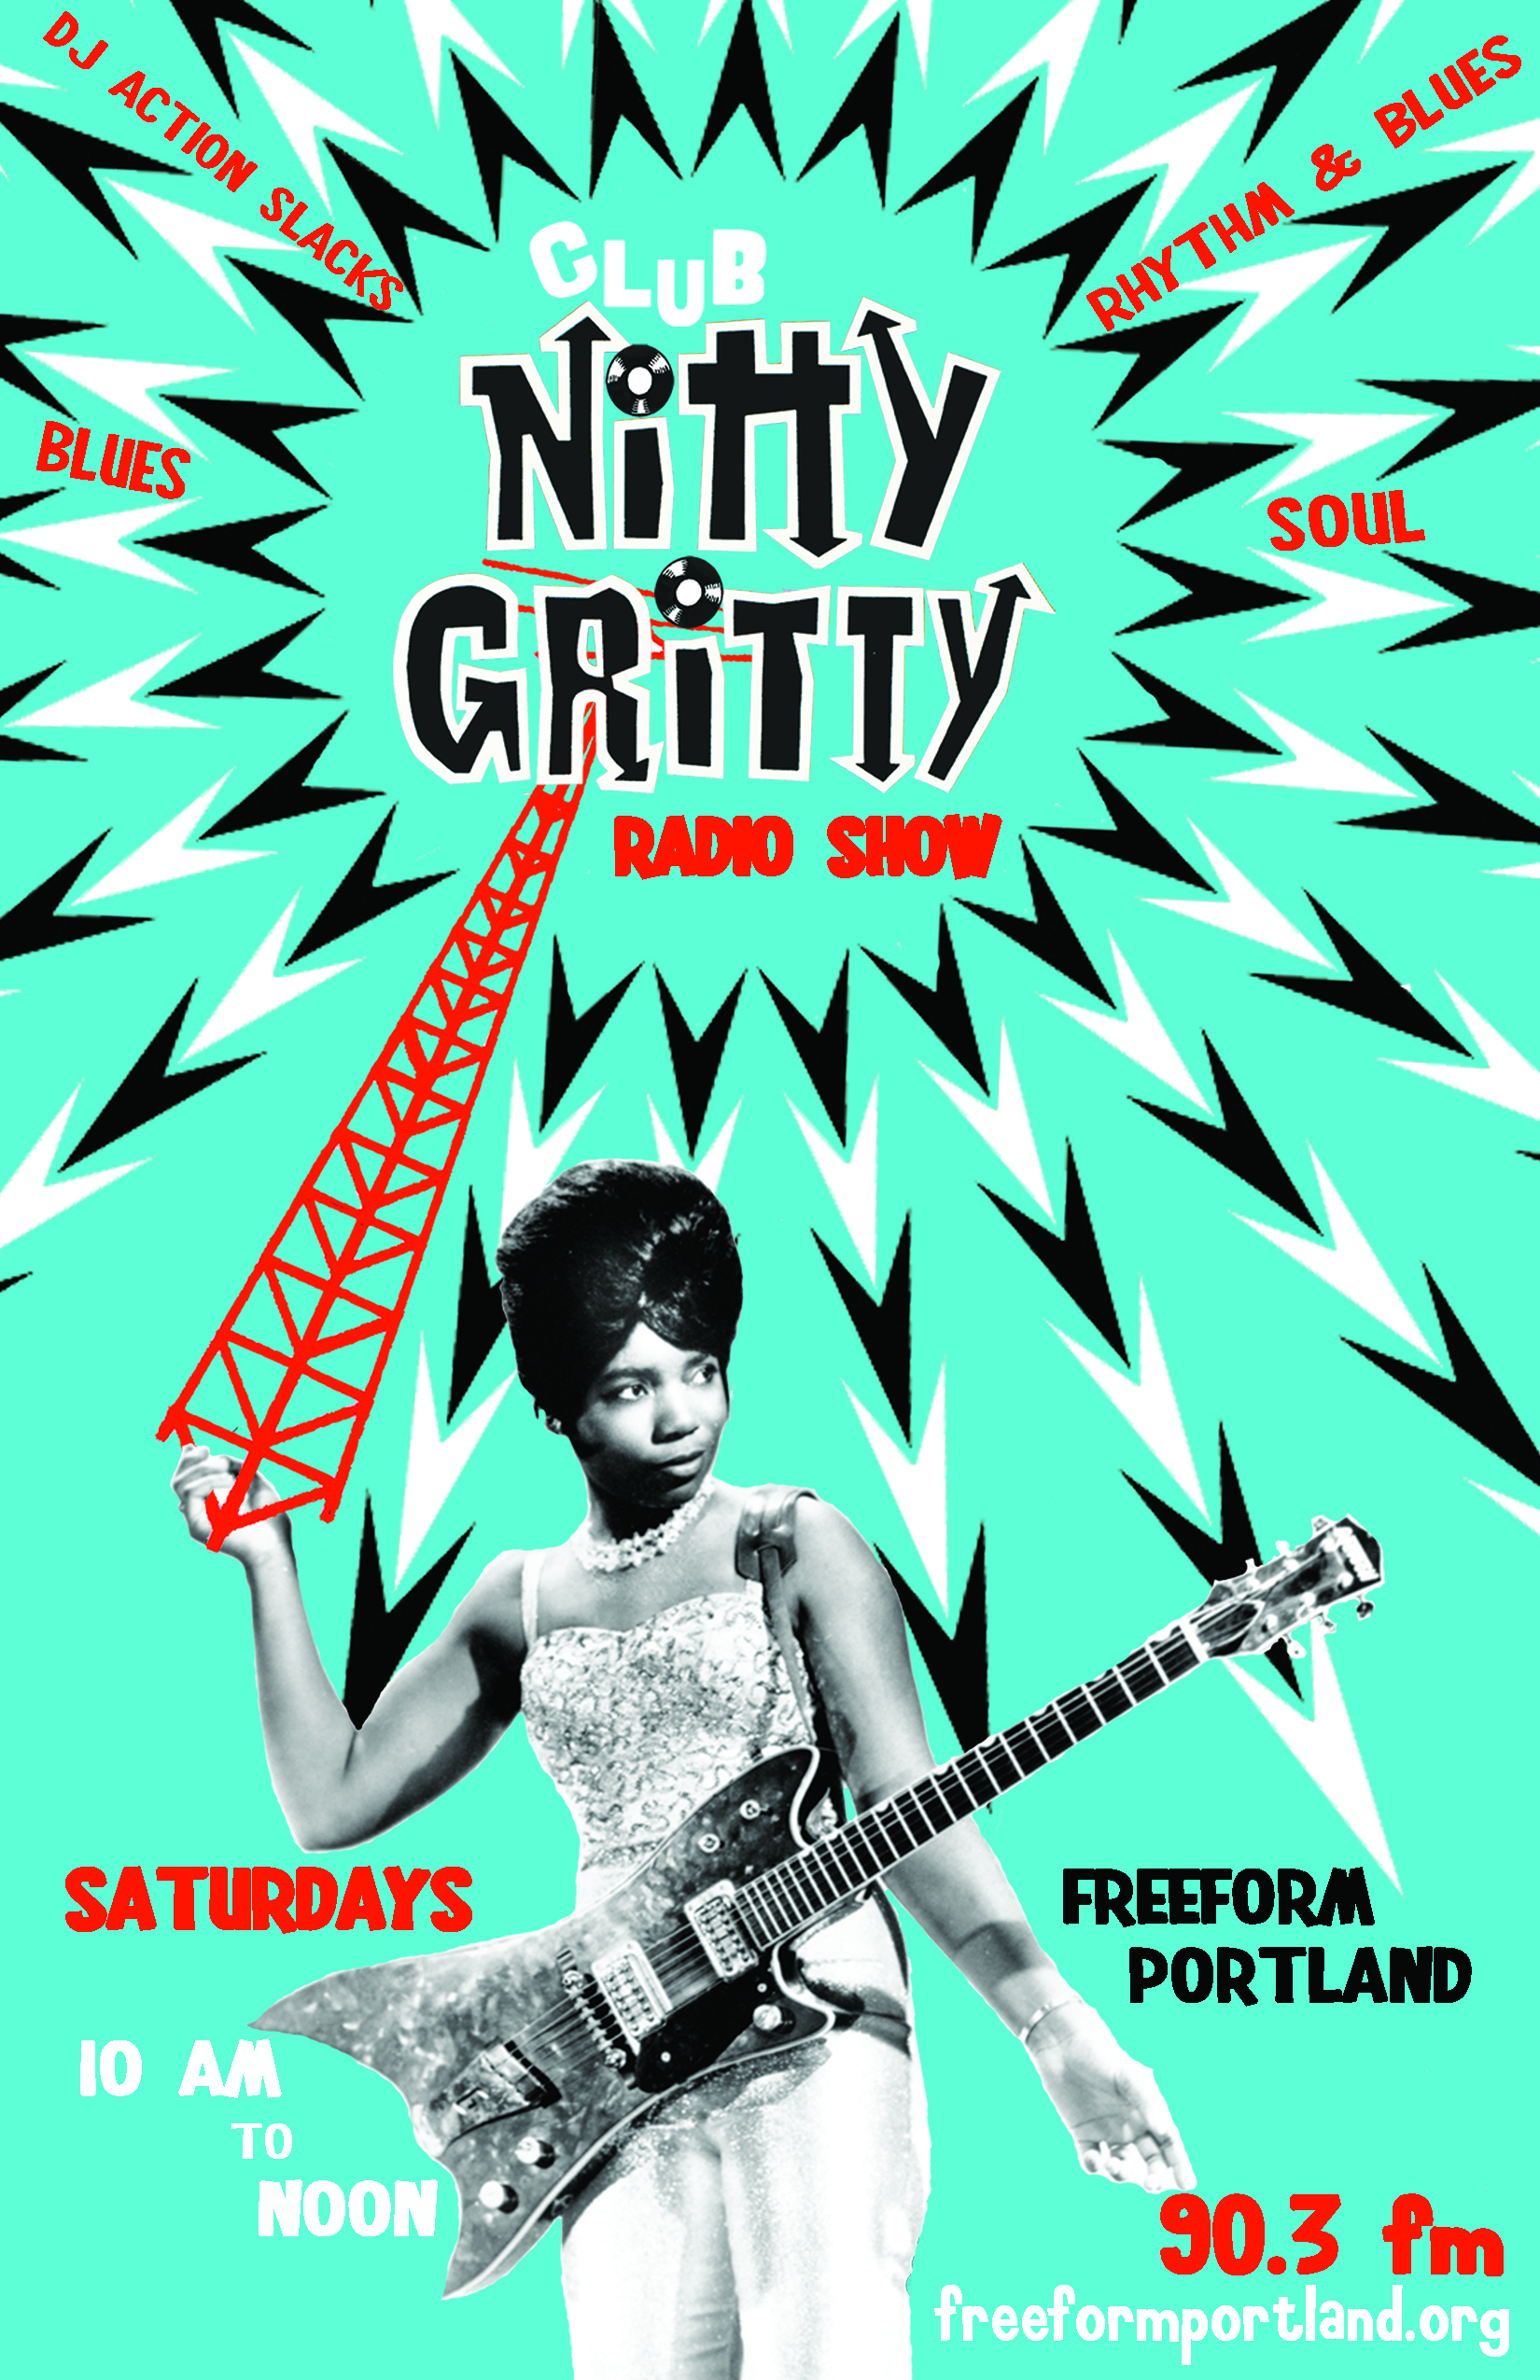 DJ ACTION SLACKS
RHYTHM & BLUES
CLUB
NITTY
GRITTY
RADIO SHOW
BLUES
SOUL
SATURDAYS
10 AM
TO
NOON
FREEFORM
PORTLAND
90.3 fm
freeformportland.org